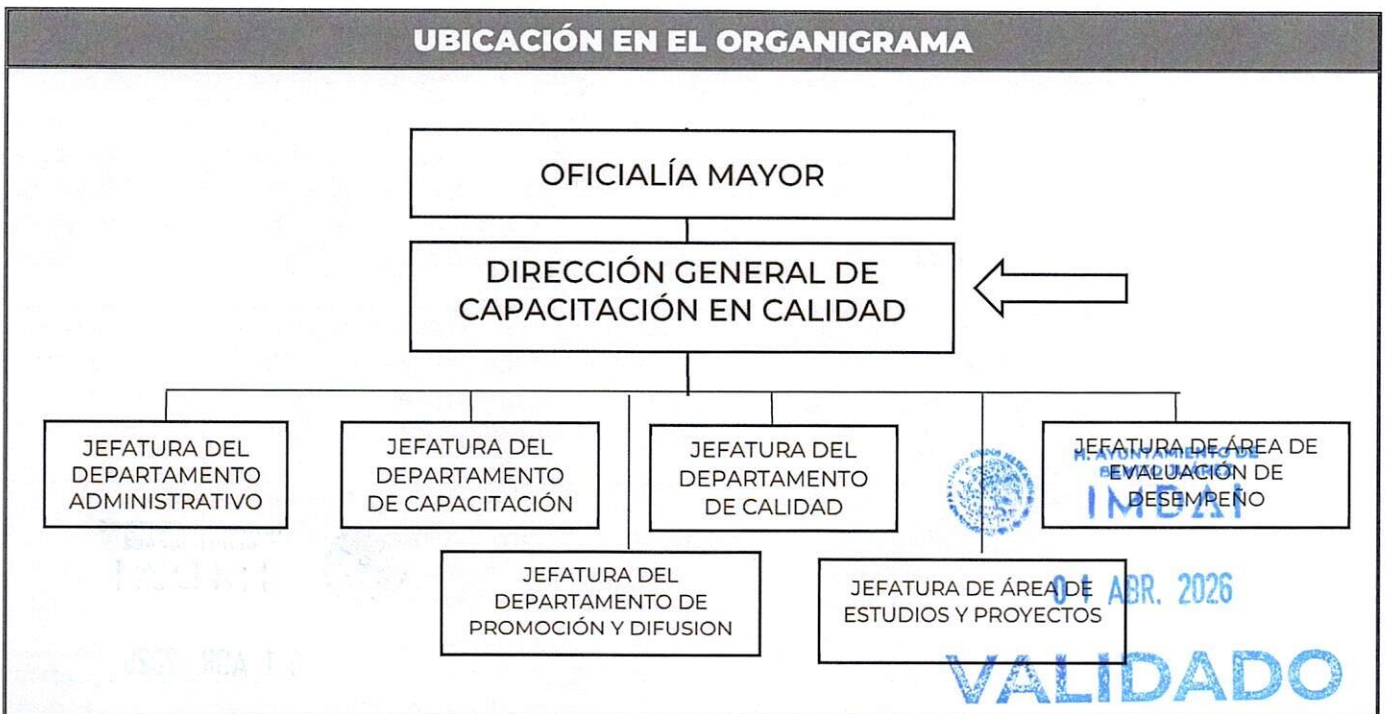 UBICACIÓN EN EL ORGANIGRAMA
OFICIALÍA MAYOR
DIRECCIÓN GENERAL DE
CAPACITACIÓN EN CALIDAD
JEFATURA DEL
DEPARTAMENTO
ADMINISTRATIVO
JEFATURA DEL
DEPARTAMENTO
DE CAPACITACIÓN
JEFATURA DEL
DEPARTAMENTO
DE CALIDAD
JEFATURA DE ÁREA DE
EVALUACIÓN DE
DESEMPEÑO
H. AYUNTAMIENTO DE
BENITO JUÁREZ
IMDAI
JEFATURA DEL
DEPARTAMENTO DE
PROMOCIÓN Y DIFUSION
JEFATURA DE ÁREA DE
ESTUDIOS Y PROYECTOS
01 ABR. 2026
VALIDADO